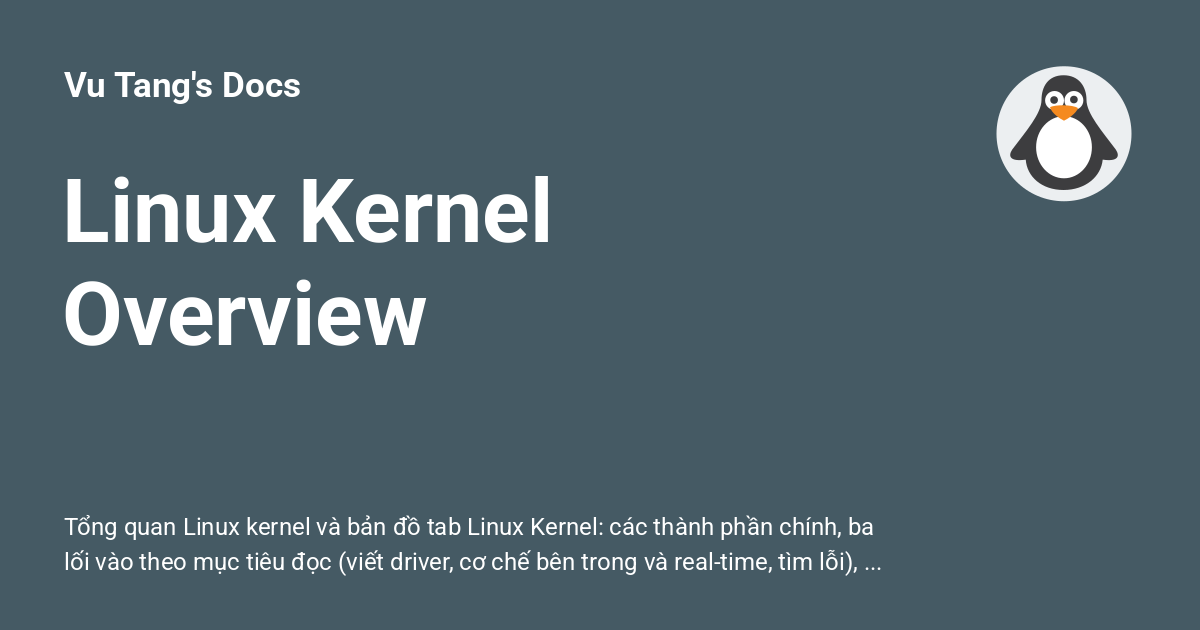 Vu Tang's Docs
Linux Kernel
Overview
Tổng quan Linux kernel và bản đồ tab Linux Kernel: các thành phần chính, ba
lối vào theo mục tiêu đọc (viết driver, cơ chế bên trong và real-time, tìm lỗi), ...